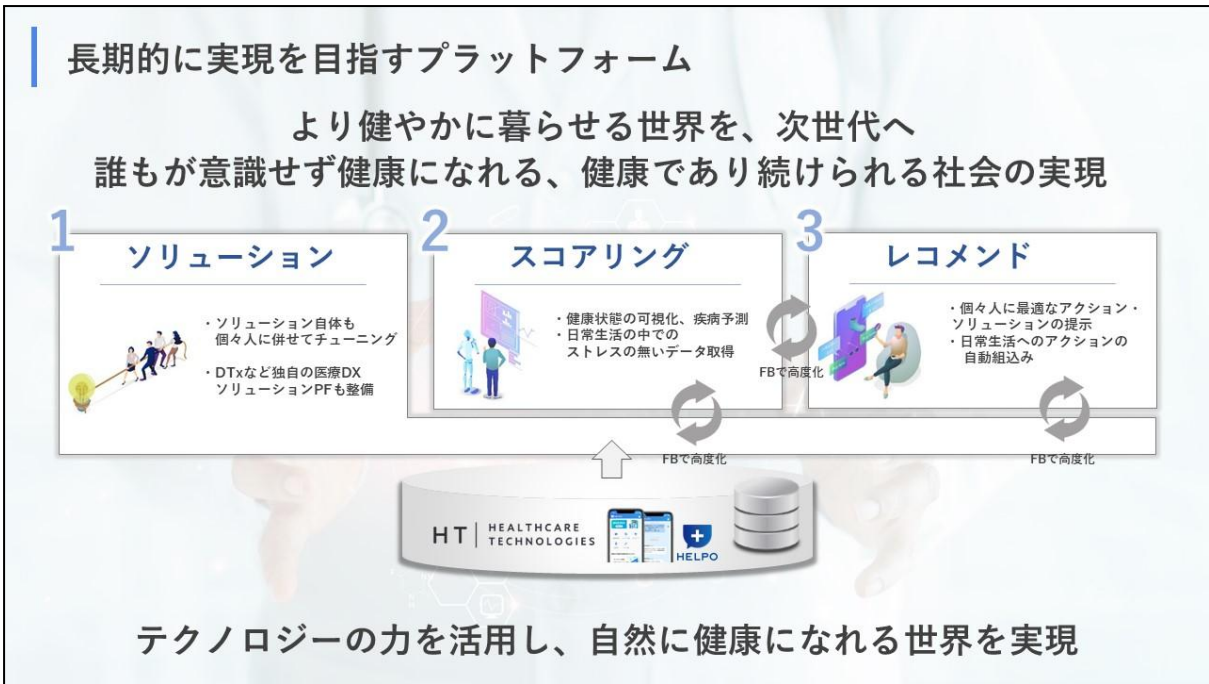 長期的に実現を目指すプラットフォーム
より健やかに暮らせる世界を、次世代へ
誰もが意識せず健康になれる、健康であり続けられる社会の実現
1
ソリューション
・ソリューション自体も
個々人に併せてチューニング
・DTxなど独自の医療DX
ソリューションPFも整備
2
スコアリング
・健康状態の可視化、疾病予測
・日常生活の中での
ストレスの無いデータ取得
FBで高度化
3
レコメンド
・個々人に最適なアクション・
ソリューションの提示
・日常生活へのアクションの
自動組込み
FBで高度化
FBで高度化
HT
HEALTHCARE
TECHNOLOGIES
HELPO
テクノロジーの力を活用し、自然に健康になれる世界を実現